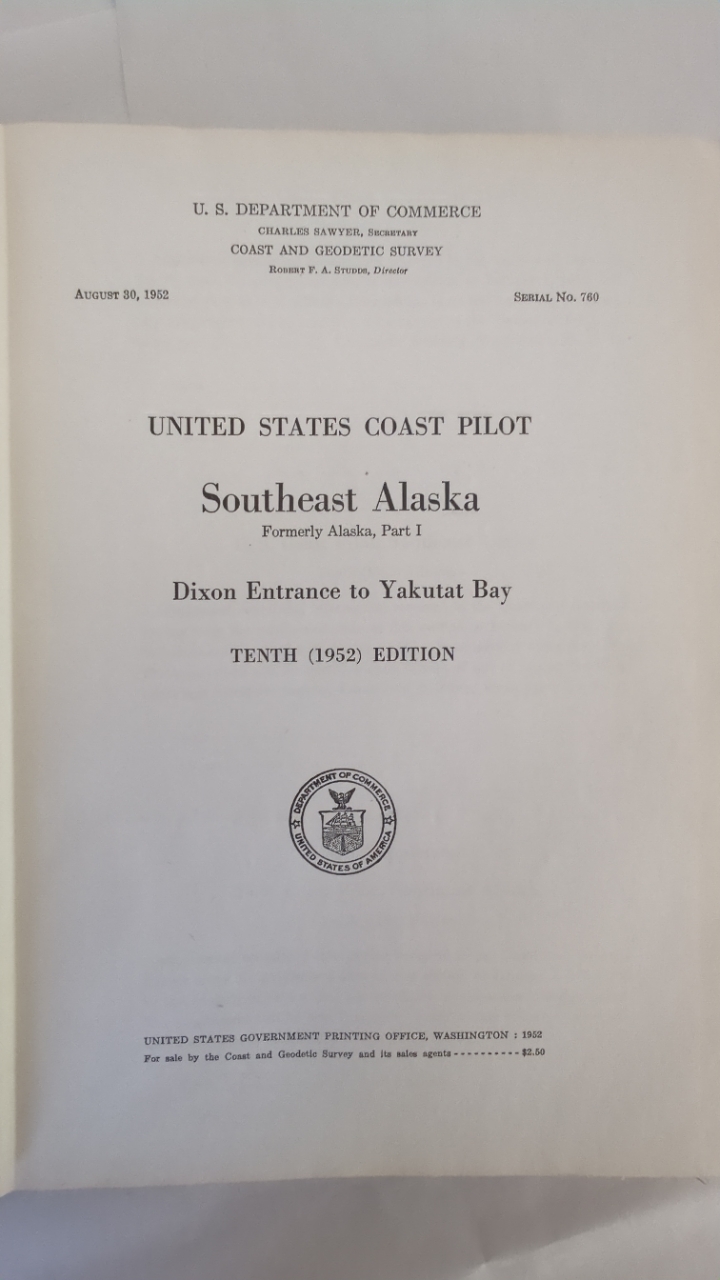 U. S. DEPARTMENT OF COMMERCE
CHARLES SAWYER, SECRETARY
COAST AND GEODETIC SURVEY
ROBERT F. A. STUDDS, Director
AUGUST 30, 1952 SERIAL NO. 760
UNITED STATES COAST PILOT
Southeast Alaska
Formerly Alaska, Part I
Dixon Entrance to Yakutat Bay
TENTH (1952) EDITION
DEPARTMENT OF COMMERCE
UNITED STATES OF AMERICA
UNITED STATES GOVERNMENT PRINTING OFFICE, WASHINGTON : 1952
For sale by the Coast and Geodetic Survey and its sales agents - - - - - - - - - - $2.50